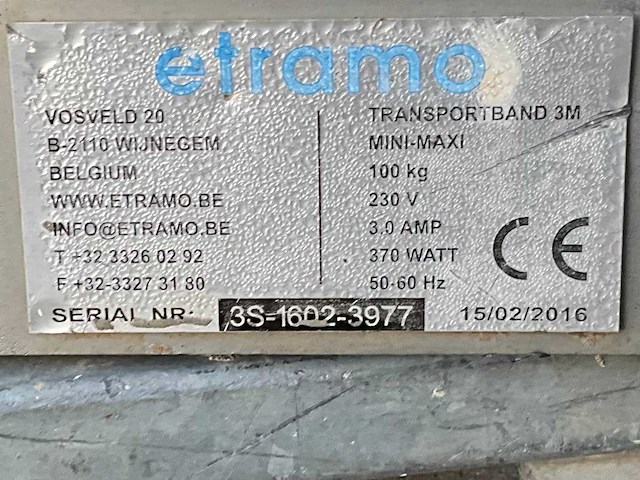 etramo
VOSVELD 20
B-2110 WIJNEGEM
BELGIUM
WWW.ETRAMO.BE
INFO@ETRAMO.BE
T +32 3326 02 92
F +32-3327 31 80
TRANSPORTBAND 3M
MINI-MAXI
100 kg
230 V
3,0 AMP
370 WATT
50-60 Hz
CE
SERIAL NR: 3S-1602-3977 15/02/2016